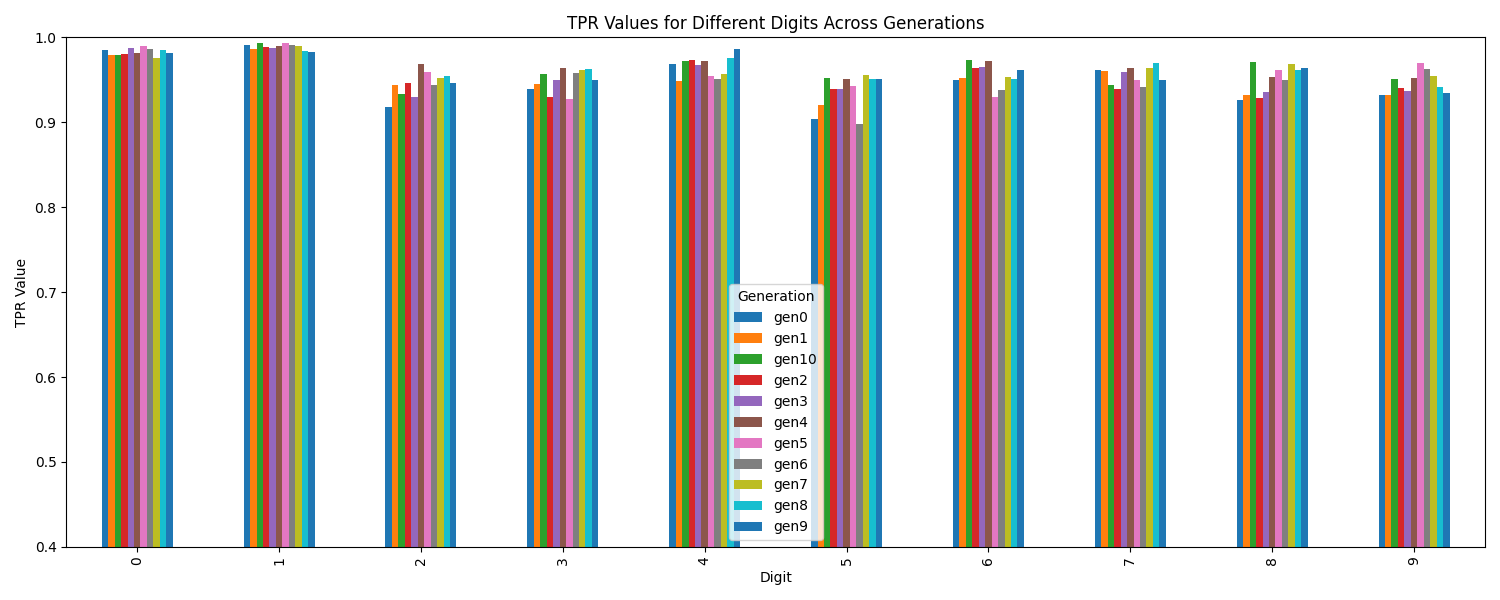 TPR Values for Different Digits Across Generations
1.0
0.9
0.8
0.7
0.6
0.5
0.4
TPR Value
Generation
gen0
gen1
gen10
gen2
gen3
gen4
gen5
gen6
gen7
gen8
gen9
0
1
2
3
4
5
6
7
8
9
Digit